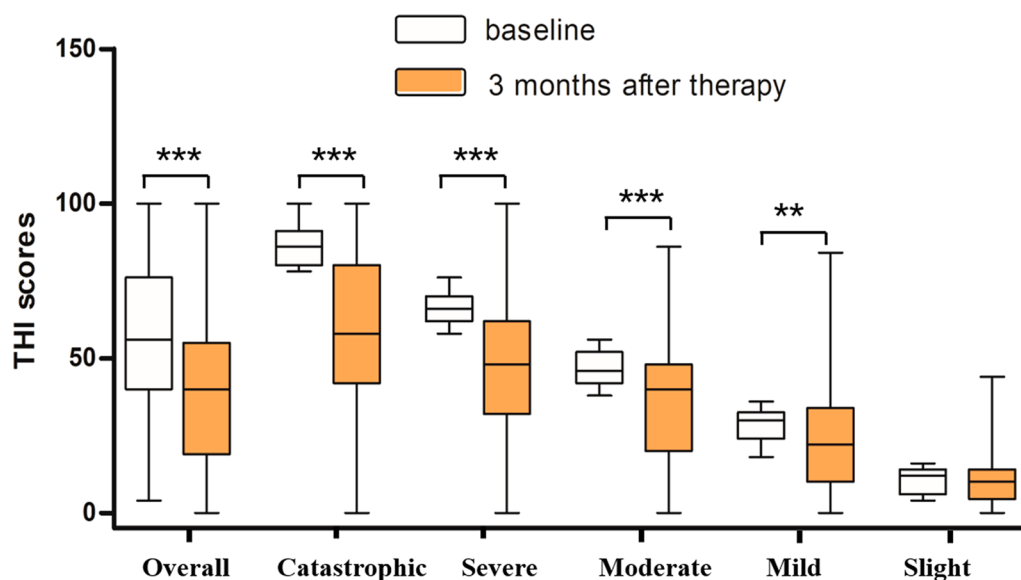 baseline
3 months after therapy
THI scores
150
100
50
0
***
***
***
***
**
Overall
Catastrophic
Severe
Moderate
Mild
Slight